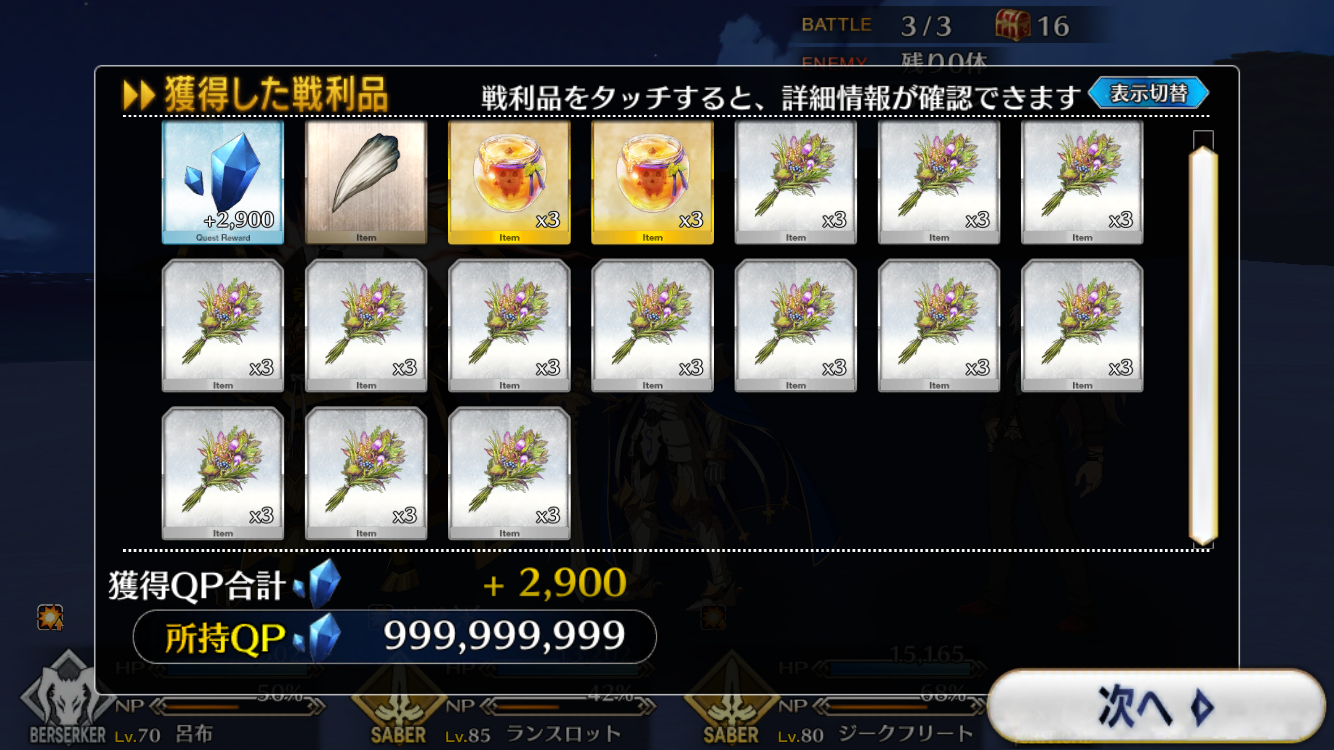 BATTLE 3/3 16
ENEMY 残り0体
獲得した戦利品 戦利品をタッチすると、詳細情報が確認できます 表示切替
+2,900 x3 x3 x3 x3 x3
Quest Reward Item Item Item Item Item Item
x3 x3 x3 x3 x3 x3 x3
Item Item Item Item Item Item Item
x3 x3 x3
Item Item Item
獲得QP合計 + 2,900
所持QP 999,999,999
HP HP HP 15,165
NP 50% NP 42% NP 68% 次へ
BERSERKER Lv.70 呂布 SABER Lv.85 ランスロット SABER Lv.80 ジークフリート